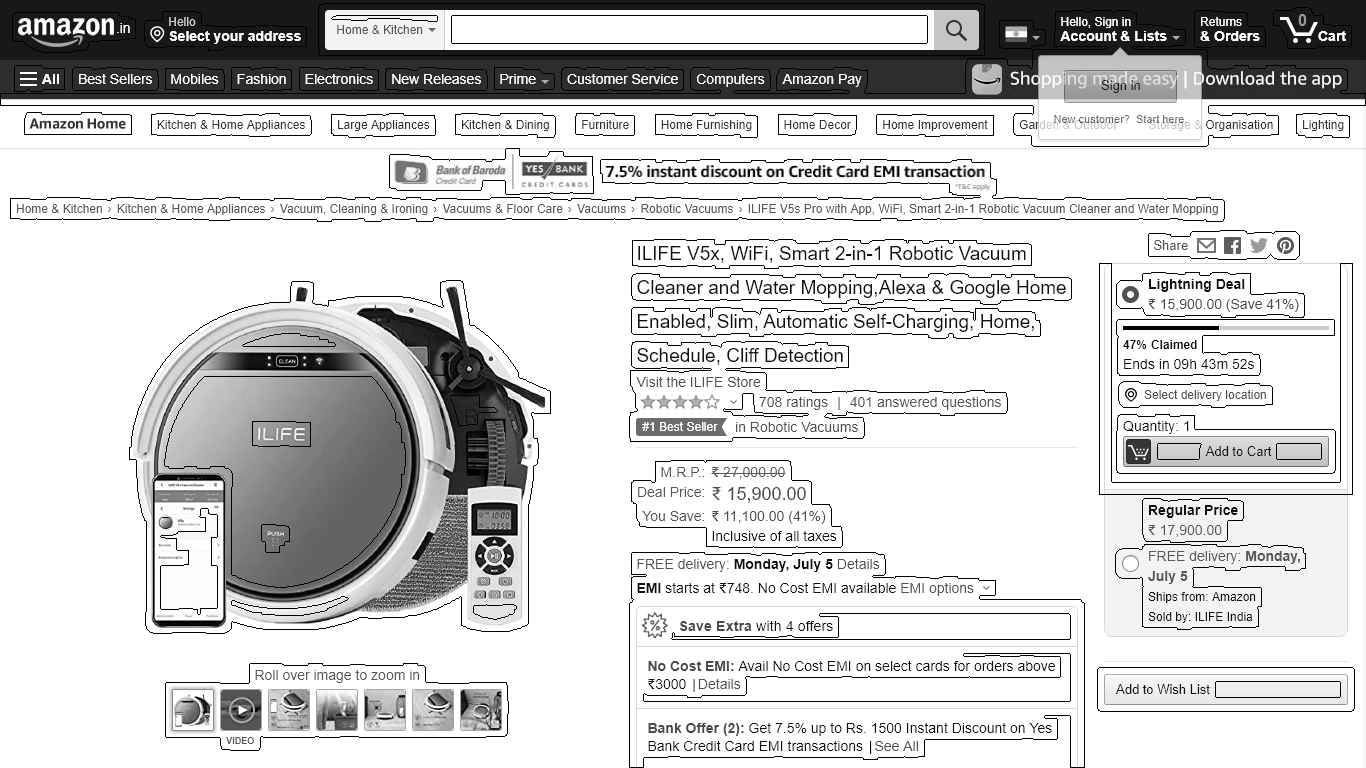 amazon.in
Hello
Select your address
Home & Kitchen
Hello, Sign in
Account & Lists
Returns
& Orders
0
Cart
All
Best Sellers
Mobiles
Fashion
Electronics
New Releases
Prime
Customer Service
Computers
Amazon Pay
Shopping made easy | Download the app
Sign in
New customer? Start here.
Amazon Home
Kitchen & Home Appliances
Large Appliances
Kitchen & Dining
Furniture
Home Furnishing
Home Decor
Home Improvement
Garden & Outdoor
Storage & Organisation
Lighting
Bank of Baroda
Credit Card
YES BANK
CREDIT CARDS
7.5% instant discount on Credit Card EMI transaction
*T&C apply
Home & Kitchen › Kitchen & Home Appliances › Vacuum, Cleaning & Ironing › Vacuums & Floor Care › Vacuums › Robotic Vacuums › ILIFE V5s Pro with App, WiFi, Smart 2-in-1 Robotic Vacuum Cleaner and Water Mopping
CLEAN
ILIFE
PUSH
Roll over image to zoom in
VIDEO
ILIFE V5x, WiFi, Smart 2-in-1 Robotic Vacuum
Cleaner and Water Mopping,Alexa & Google Home
Enabled, Slim, Automatic Self-Charging, Home,
Schedule, Cliff Detection
Visit the ILIFE Store
708 ratings | 401 answered questions
#1 Best Seller in Robotic Vacuums
M.R.P.: ₹ 27,000.00
Deal Price: ₹ 15,900.00
You Save: ₹ 11,100.00 (41%)
Inclusive of all taxes
FREE delivery: Monday, July 5 Details
EMI starts at ₹748. No Cost EMI available EMI options
Save Extra with 4 offers
No Cost EMI: Avail No Cost EMI on select cards for orders above
₹3000 | Details
Bank Offer (2): Get 7.5% up to Rs. 1500 Instant Discount on Yes
Bank Credit Card EMI transactions | See All
Share
Lightning Deal
₹ 15,900.00 (Save 41%)
47% Claimed
Ends in 09h 43m 52s
Select delivery location
Quantity: 1
Add to Cart
Regular Price
₹ 17,900.00
FREE delivery: Monday,
July 5
Ships from: Amazon
Sold by: ILIFE India
Add to Wish List